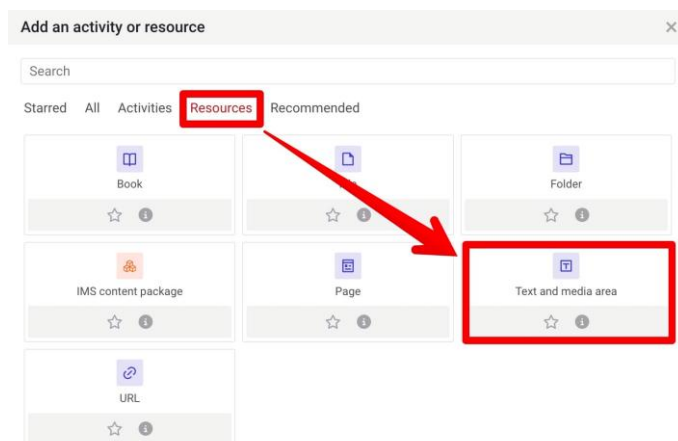 Add an activity or resource
Search
Starred All Activities Resources Recommended
Book
Folder
IMS content package
Page
Text and media area
URL